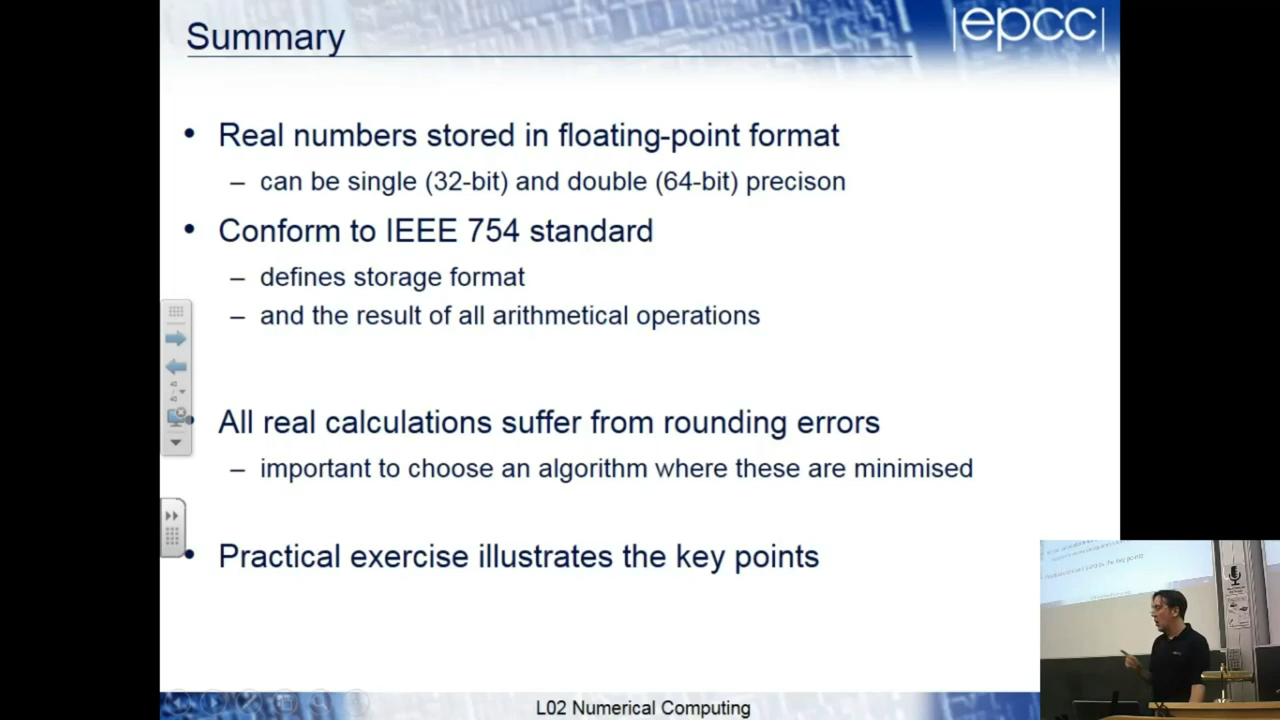 Summary
|epcc|
• Real numbers stored in floating-point format
– can be single (32-bit) and double (64-bit) precison
• Conform to IEEE 754 standard
– defines storage format
– and the result of all arithmetical operations
• All real calculations suffer from rounding errors
– important to choose an algorithm where these are minimised
• Practical exercise illustrates the key points
L02 Numerical Computing